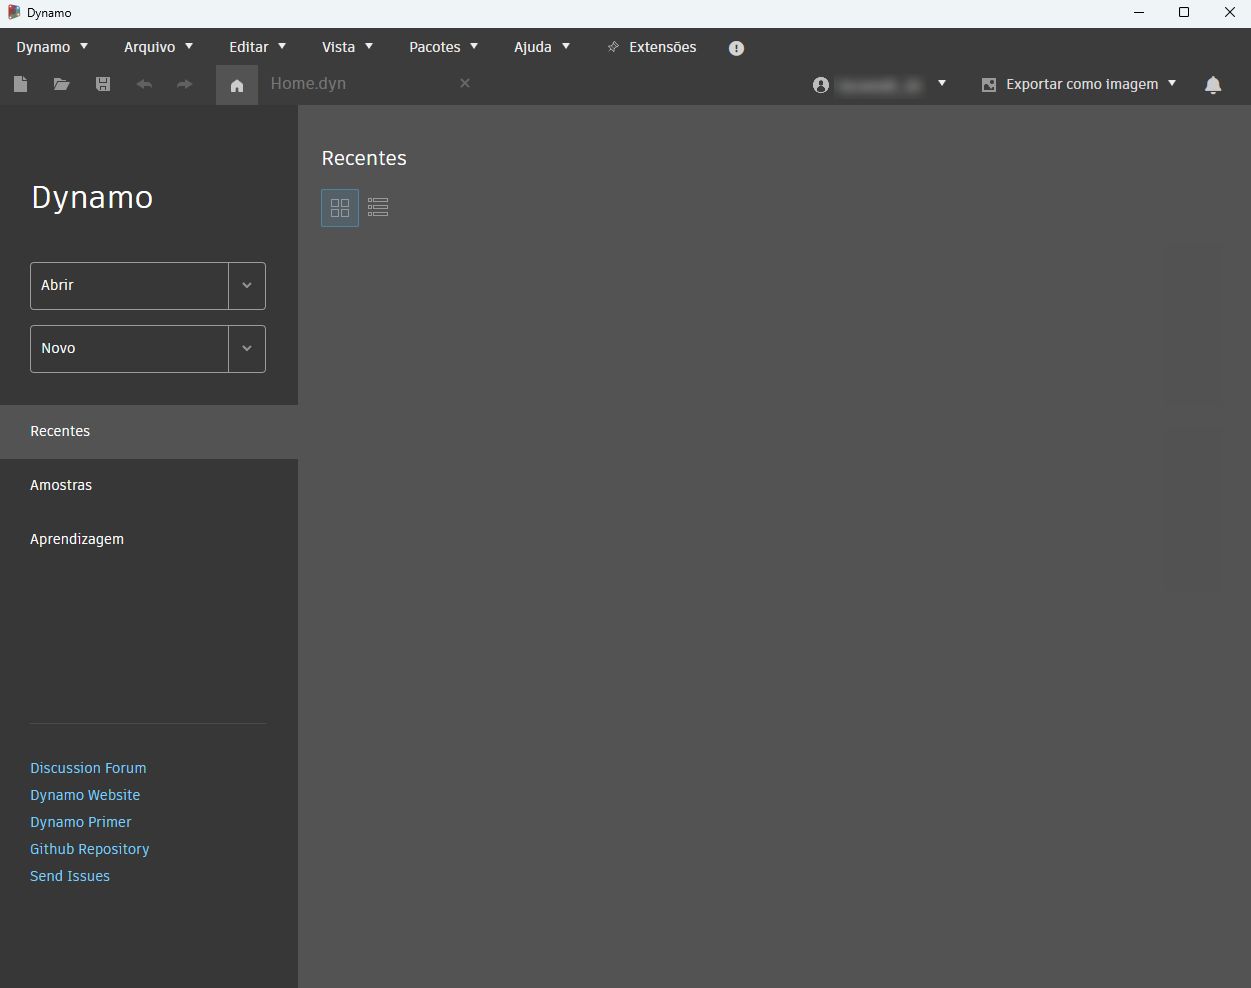 Dynamo
Dynamo Arquivo Editar Vista Pacotes Ajuda Extensões
Home.dyn Exportar como imagem
Dynamo
Abrir
Novo
Recentes
Amostras
Aprendizagem
Discussion Forum
Dynamo Website
Dynamo Primer
Github Repository
Send Issues
Recentes